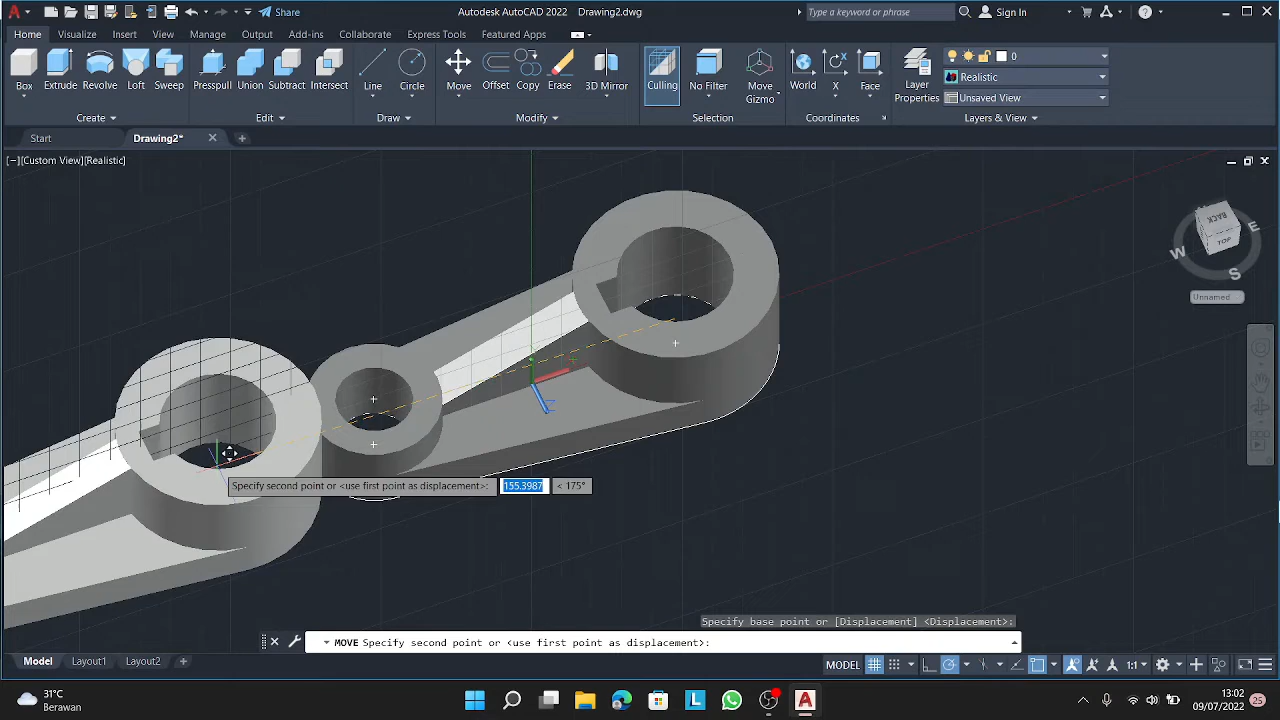 Share
Autodesk AutoCAD 2022 Drawing2.dwg
Type a keyword or phrase
Sign In
Home Visualize Insert View Manage Output Add-ins Collaborate Express Tools Featured Apps
Box Extrude Revolve Loft Sweep
Presspull Union Subtract Intersect
Line Circle
Move Offset Copy Erase 3D Mirror
Culling No Filter Move Gizmo
World X Face
Layer Properties
0
Realistic
Unsaved View
Create Edit Draw Modify Selection Coordinates Layers & View
Start Drawing2*
[−][Custom View][Realistic]
BACK
TOP
W E
S
Unnamed
Z
Specify second point or <use first point as displacement>: 155.3987 < 175°
Specify base point or [Displacement] <Displacement>:
MOVE Specify second point or <use first point as displacement>:
Model Layout1 Layout2
MODEL 1:1
31°C
Berawan
L
A
13:02
25